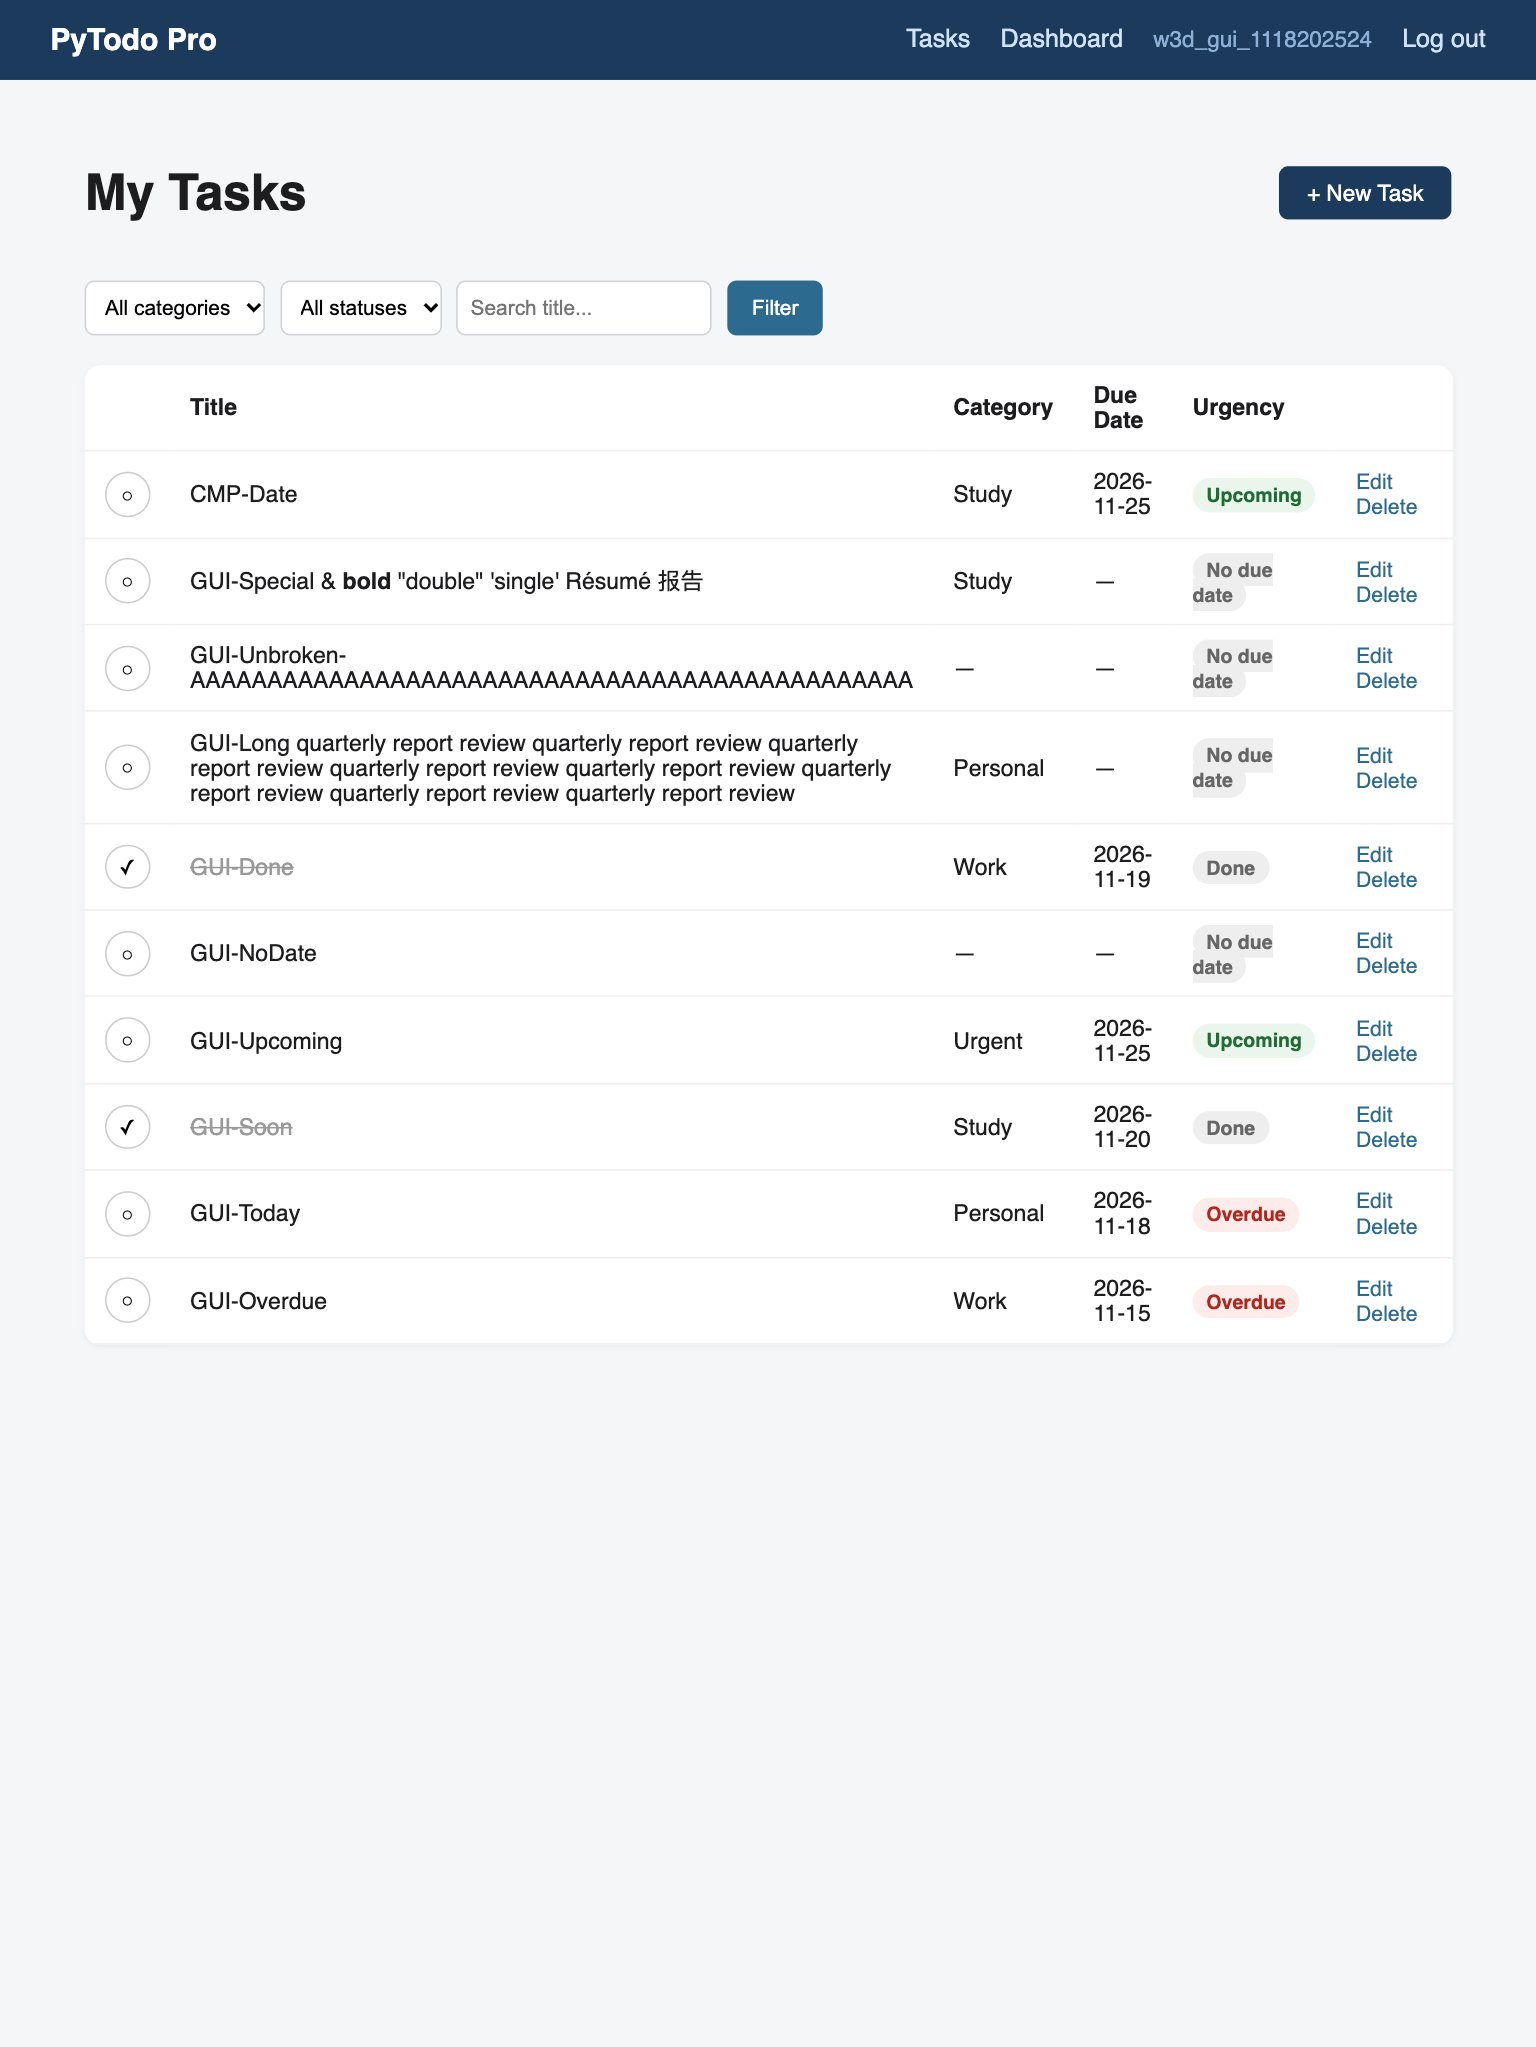 PyTodo Pro
Tasks Dashboard w3d_gui_1118202524 Log out
My Tasks
+ New Task
All categories All statuses Search title... Filter
Title Category Due Date Urgency
CMP-Date Study 2026-11-25 Upcoming Edit Delete
GUI-Special & bold "double" 'single' Résumé 报告 Study — No due date Edit Delete
GUI-Unbroken-
AAAAAAAAAAAAAAAAAAAAAAAAAAAAAAAAAAAAAAAAAAAAAAA — — No due date Edit Delete
GUI-Long quarterly report review quarterly report review quarterly
report review quarterly report review quarterly report review quarterly
report review quarterly report review quarterly report review Personal — No due date Edit Delete
✓ GUI-Done Work 2026-11-19 Done Edit Delete
GUI-NoDate — — No due date Edit Delete
GUI-Upcoming Urgent 2026-11-25 Upcoming Edit Delete
✓ GUI-Soon Study 2026-11-20 Done Edit Delete
GUI-Today Personal 2026-11-18 Overdue Edit Delete
GUI-Overdue Work 2026-11-15 Overdue Edit Delete